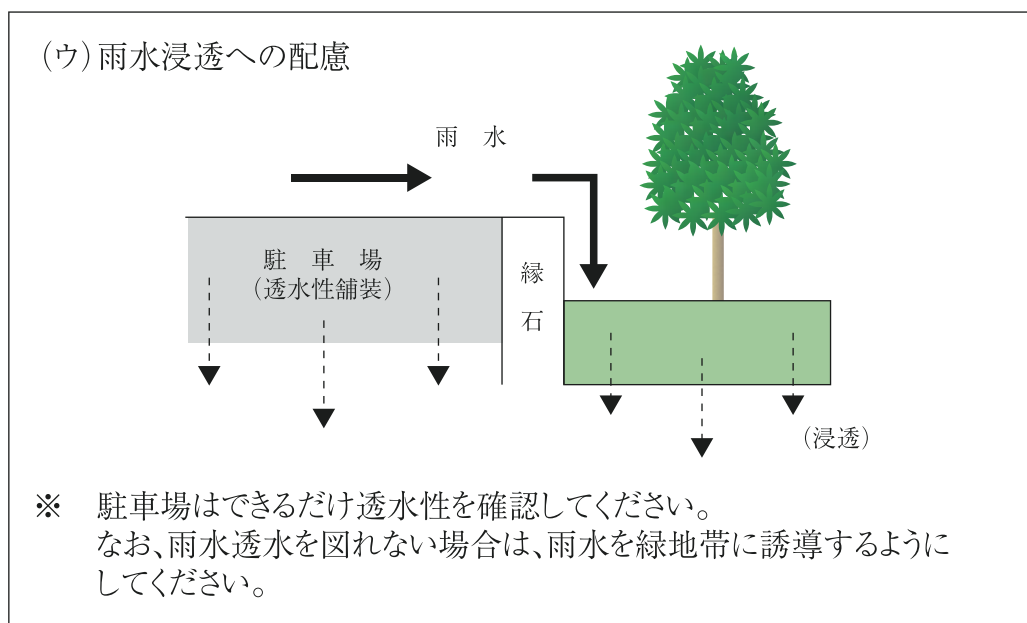 (ウ)雨水浸透への配慮
雨水
駐車場
(透水性舗装)
縁
石
(浸透)
※ 駐車場はできるだけ透水性を確認してください。
なお、雨水透水を図れない場合は、雨水を緑地帯に誘導するように
してください。